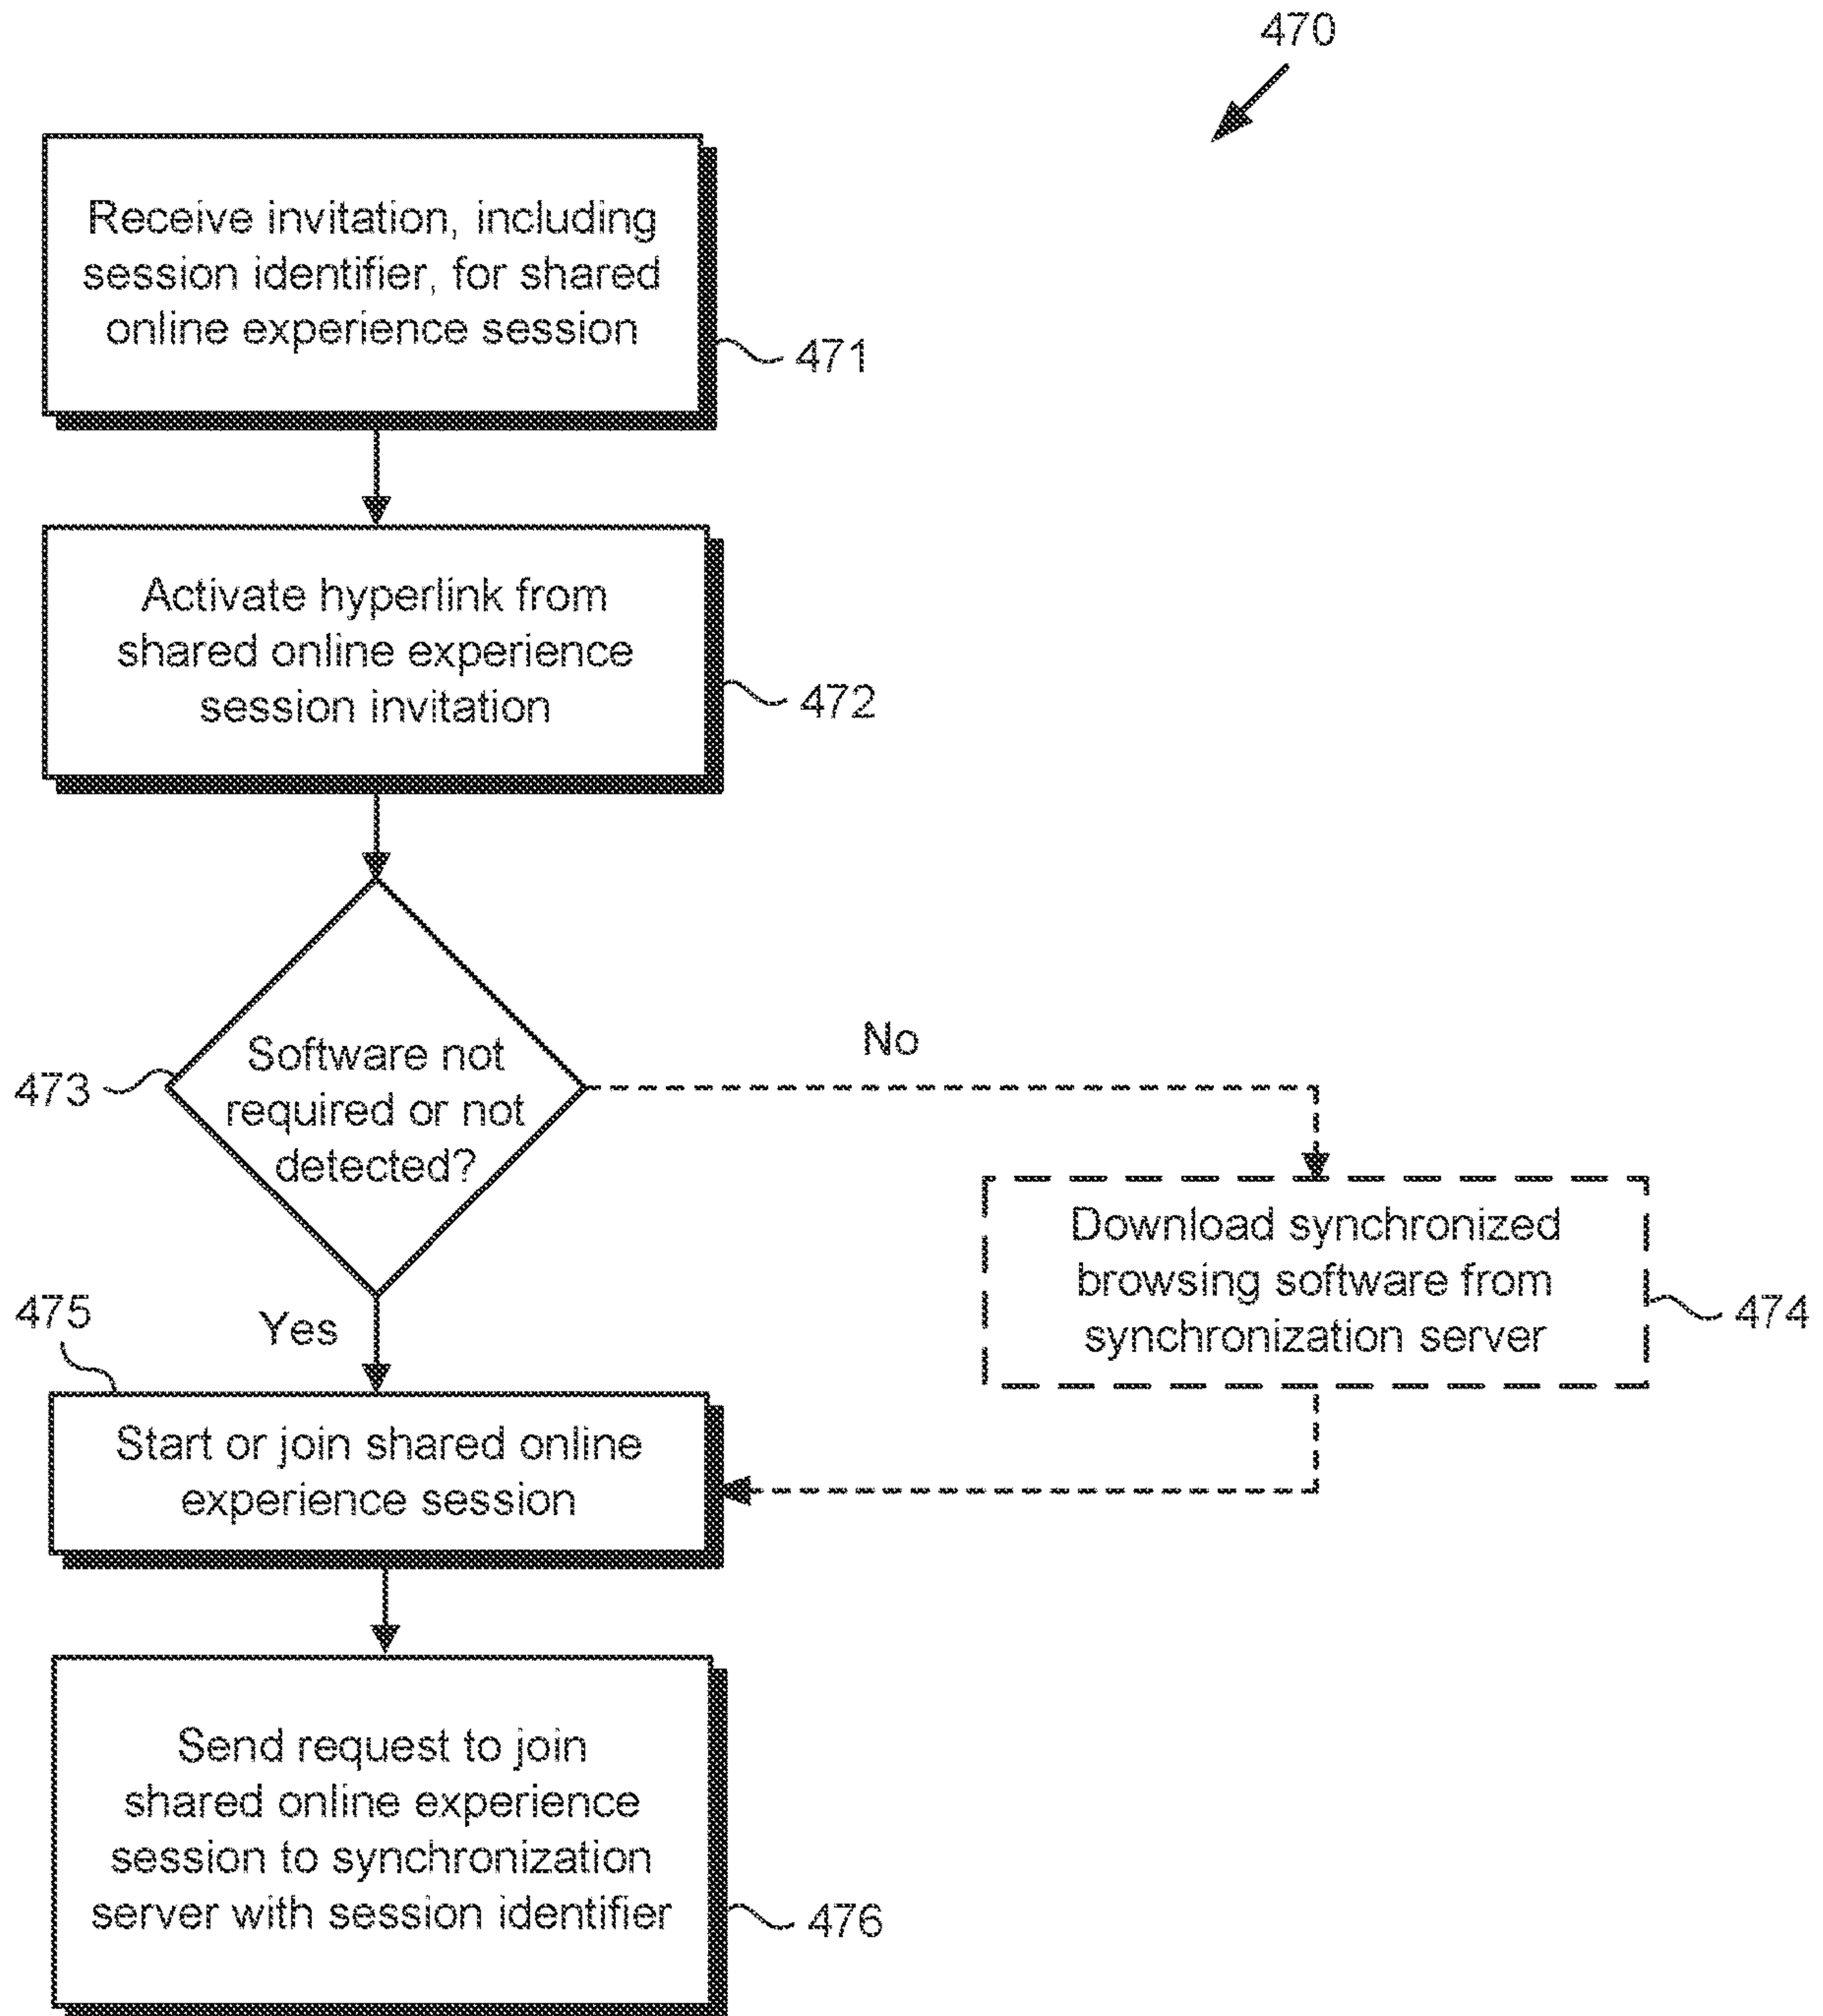 470
Receive invitation, including
session identifier, for shared
online experience session
471
Activate hyperlink from
shared online experience
session invitation
472
Software not
required or not
detected?
473
No
Download synchronized
browsing software from
synchronization server
474
Yes
475
Start or join shared online
experience session
Send request to join
shared online experience
session to synchronization
server with session identifier
476